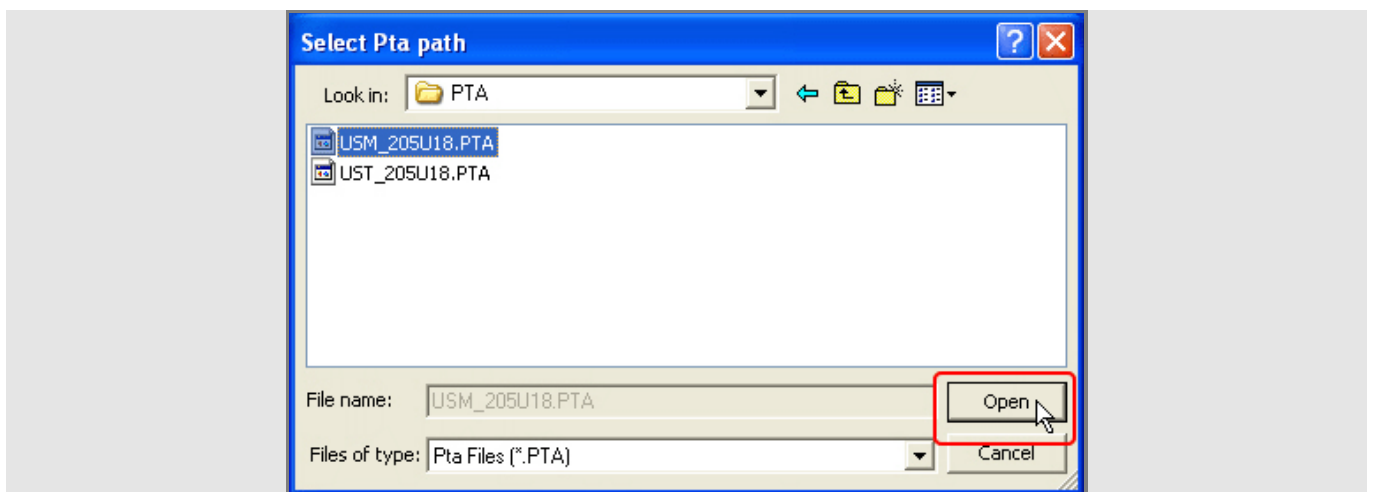 Select Pta path
Look in: PTA
USM_205U18.PTA
UST_205U18.PTA
File name: USM_205U18.PTA Open
Files of type: Pta Files (*.PTA) Cancel